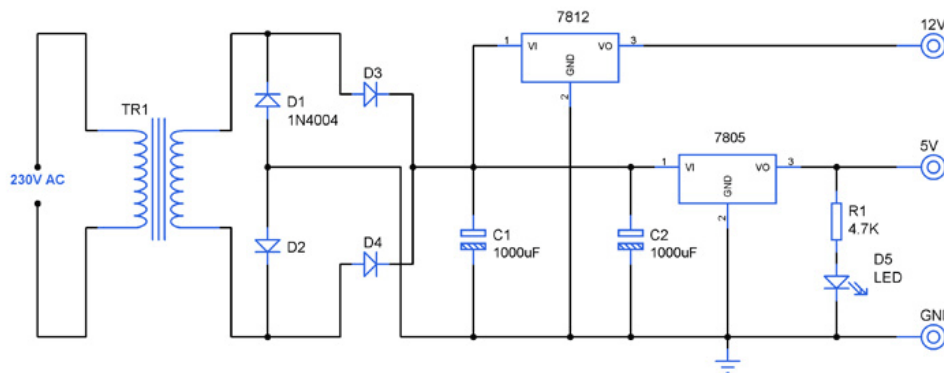 7812
12V
1
VI
VO
3
GND
2
D3
TR1
D1
1N4004
7805
5V
1
VI
VO
3
GND
2
230V AC
R1
4.7K
D2
D4
C1
1000uF
C2
1000uF
D5
LED
GN